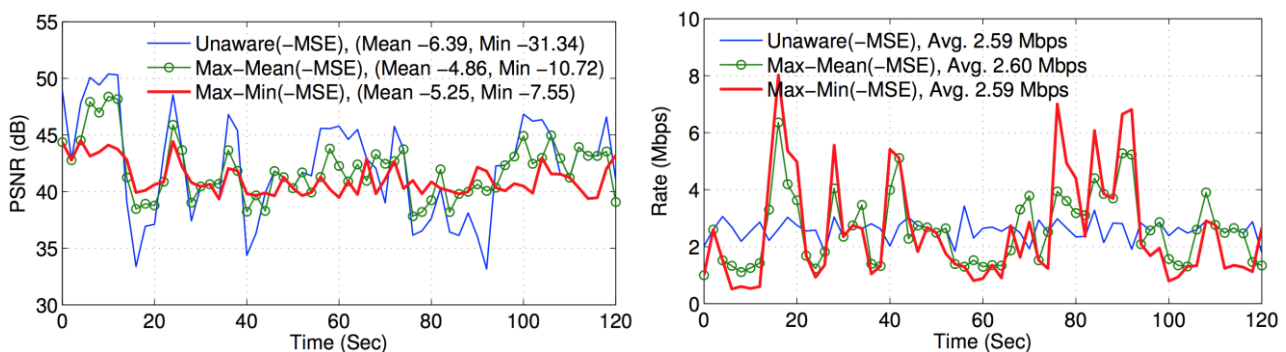 55
50
45
40
35
30
PSNR (dB)
Unaware(−MSE), (Mean −6.39, Min −31.34)
Max−Mean(−MSE), (Mean −4.86, Min −10.72)
Max−Min(−MSE), (Mean −5.25, Min −7.55)
0 20 40 60 80 100 120
Time (Sec)
10
8
6
4
2
0
Rate (Mbps)
Unaware(−MSE), Avg. 2.59 Mbps
Max−Mean(−MSE), Avg. 2.60 Mbps
Max−Min(−MSE), Avg. 2.59 Mbps
0 20 40 60 80 100 120
Time (Sec)